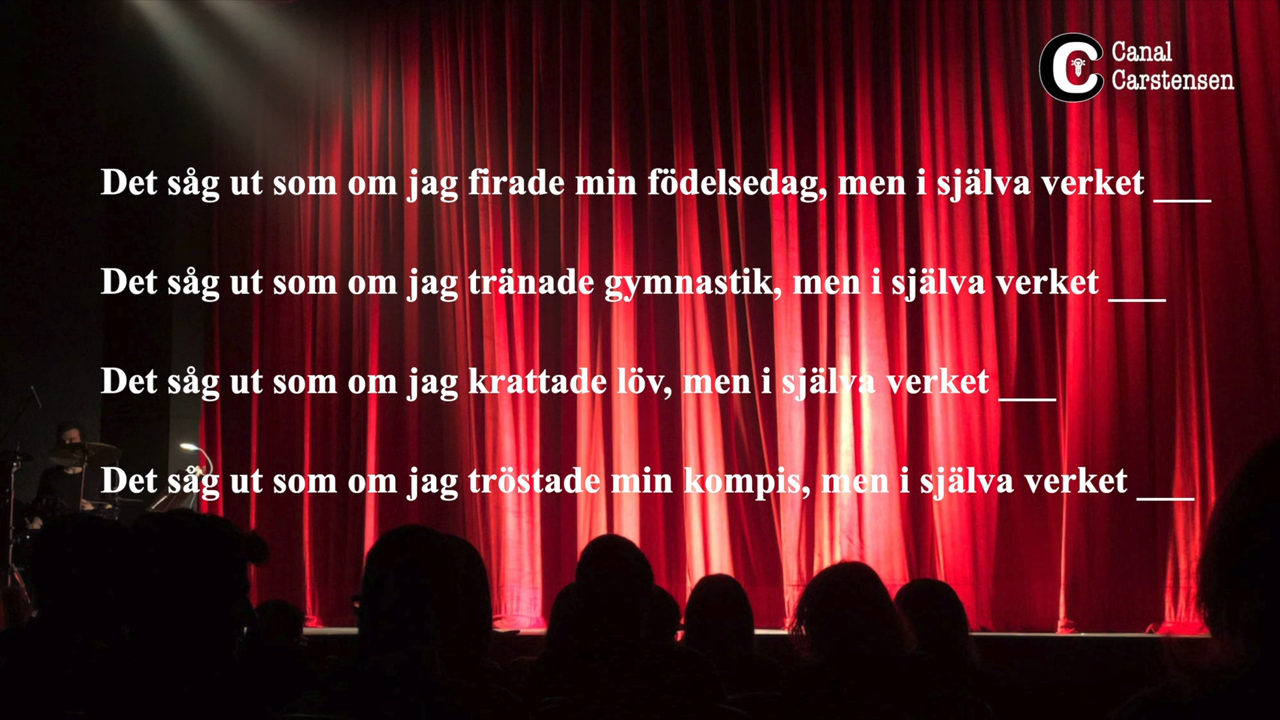 Canal
Carstensen
Det såg ut som om jag firade min födelsedag, men i själva verket ___
Det såg ut som om jag tränade gymnastik, men i själva verket ___
Det såg ut som om jag krattade löv, men i själva verket ___
Det såg ut som om jag tröstade min kompis, men i själva verket ___